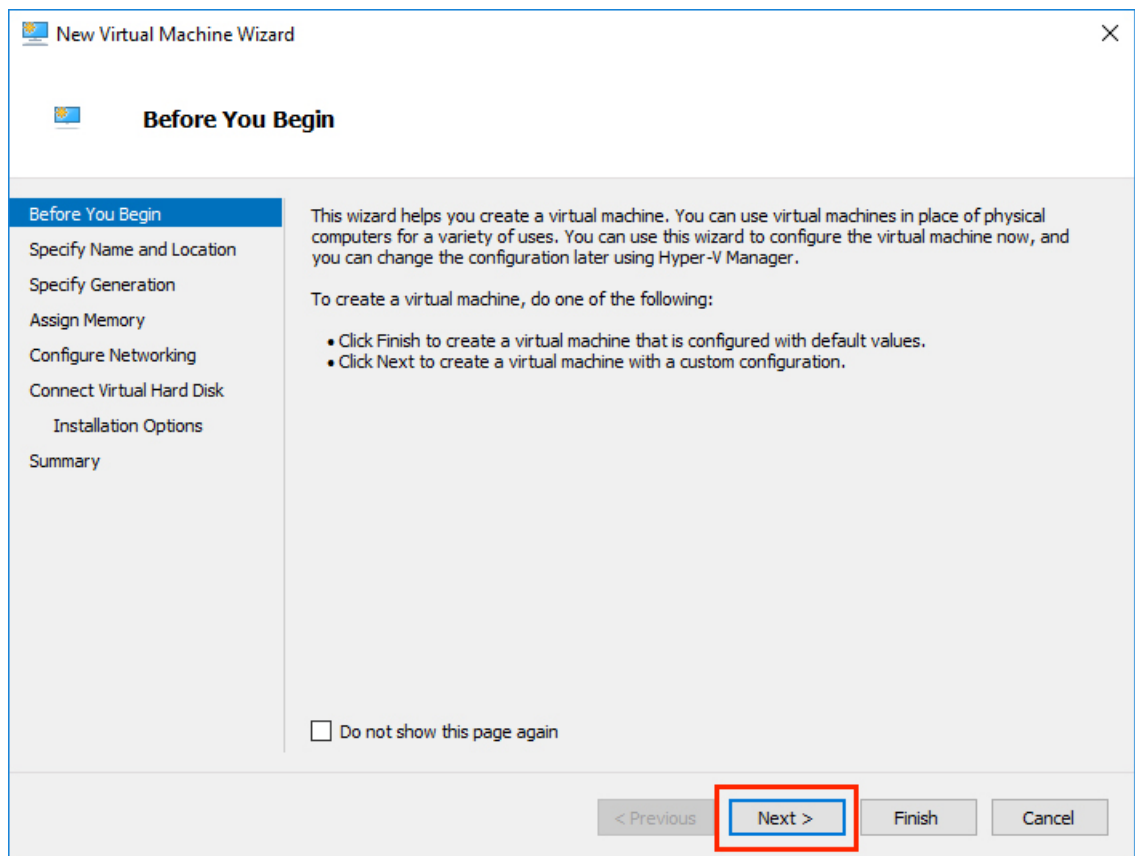 New Virtual Machine Wizard
Before You Begin
Before You Begin
Specify Name and Location
Specify Generation
Assign Memory
Configure Networking
Connect Virtual Hard Disk
Installation Options
Summary
This wizard helps you create a virtual machine. You can use virtual machines in place of physical
computers for a variety of uses. You can use this wizard to configure the virtual machine now, and
you can change the configuration later using Hyper-V Manager.
To create a virtual machine, do one of the following:
• Click Finish to create a virtual machine that is configured with default values.
• Click Next to create a virtual machine with a custom configuration.
Do not show this page again
< Previous
Next >
Finish
Cancel